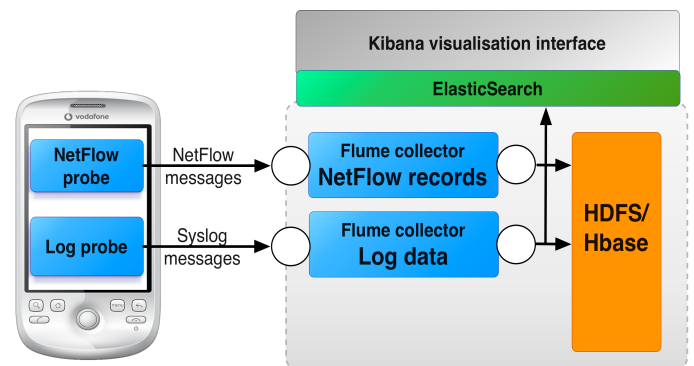 Kibana visualisation interface
ElasticSearch
vodafone
NetFlow
probe
NetFlow
messages
Flume collector
NetFlow records
Log probe
Syslog
messages
Flume collector
Log data
HDFS/
Hbase
menu